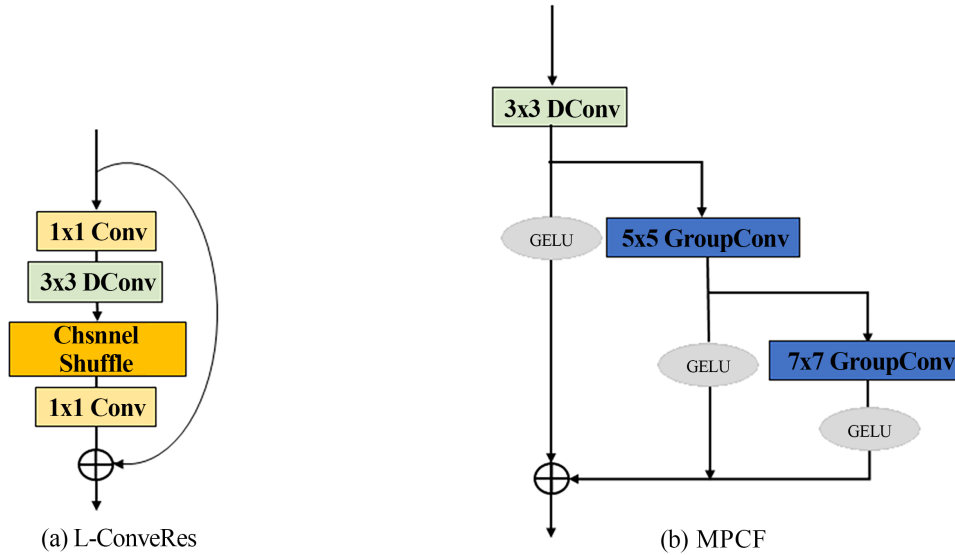 1x1 Conv
3x3 DConv
Chsnnel
Shuffle
1x1 Conv
(a) L-ConveRes
3x3 DConv
GELU
5x5 GroupConv
GELU
7x7 GroupConv
GELU
(b) MPCF